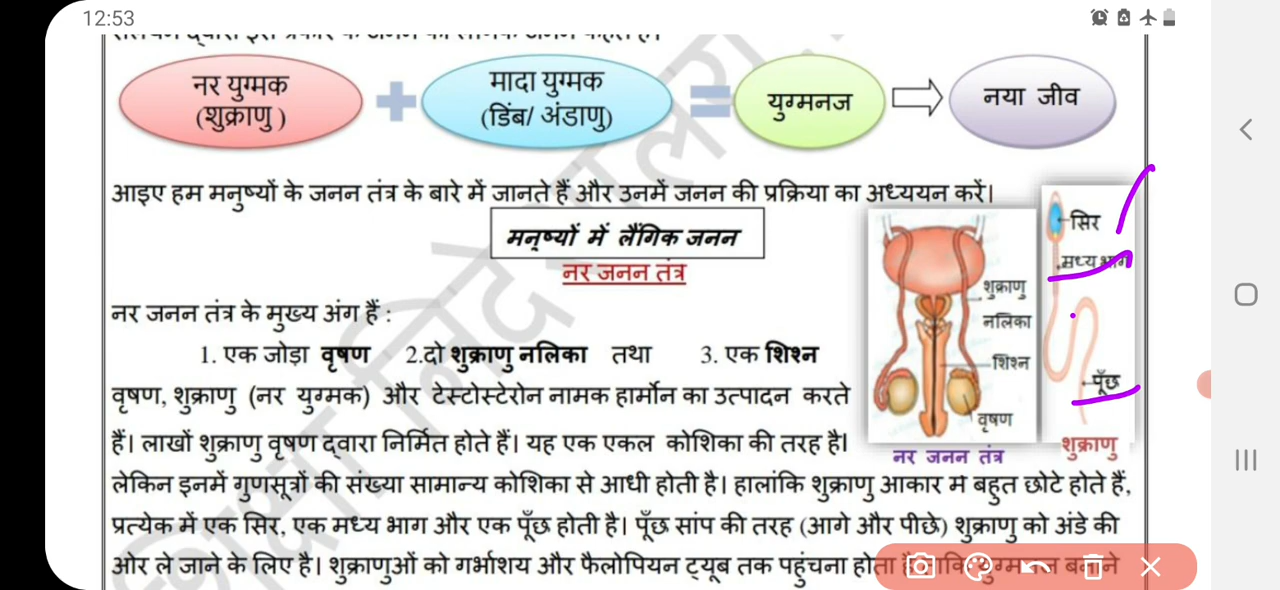 12:53
नर युग्मक
(शुक्राणु )
मादा युग्मक
(डिंब/ अंडाणु)
युग्मनज
नया जीव
आइए हम मनुष्यों के जनन तंत्र के बारे में जानते हैं और उनमें जनन की प्रक्रिया का अध्ययन करें।
मनुष्यों में लैंगिक जनन
नर जनन तंत्र
नर जनन तंत्र के मुख्य अंग हैं :
1. एक जोड़ा वृषण 2.दो शुक्राणु नलिका तथा 3. एक शिश्न
वृषण, शुक्राणु (नर युग्मक) और टेस्टोस्टेरोन नामक हार्मोन का उत्पादन करते
हैं। लाखों शुक्राणु वृषण द्वारा निर्मित होते हैं। यह एक एकल कोशिका की तरह है।
शुक्राणु
नलिका
शिश्न
वृषण
नर जनन तंत्र
सिर
मध्य भाग
पूँछ
शुक्राणु
लेकिन इनमें गुणसूत्रों की संख्या सामान्य कोशिका से आधी होती है। हालांकि शुक्राणु आकार में बहुत छोटे होते हैं,
प्रत्येक में एक सिर, एक मध्य भाग और एक पूँछ होती है। पूँछ सांप की तरह (आगे और पीछे) शुक्राणु को अंडे की
ओर ले जाने के लिए है। शुक्राणुओं को गर्भाशय और फैलोपियन ट्यूब तक पहुंचना होता